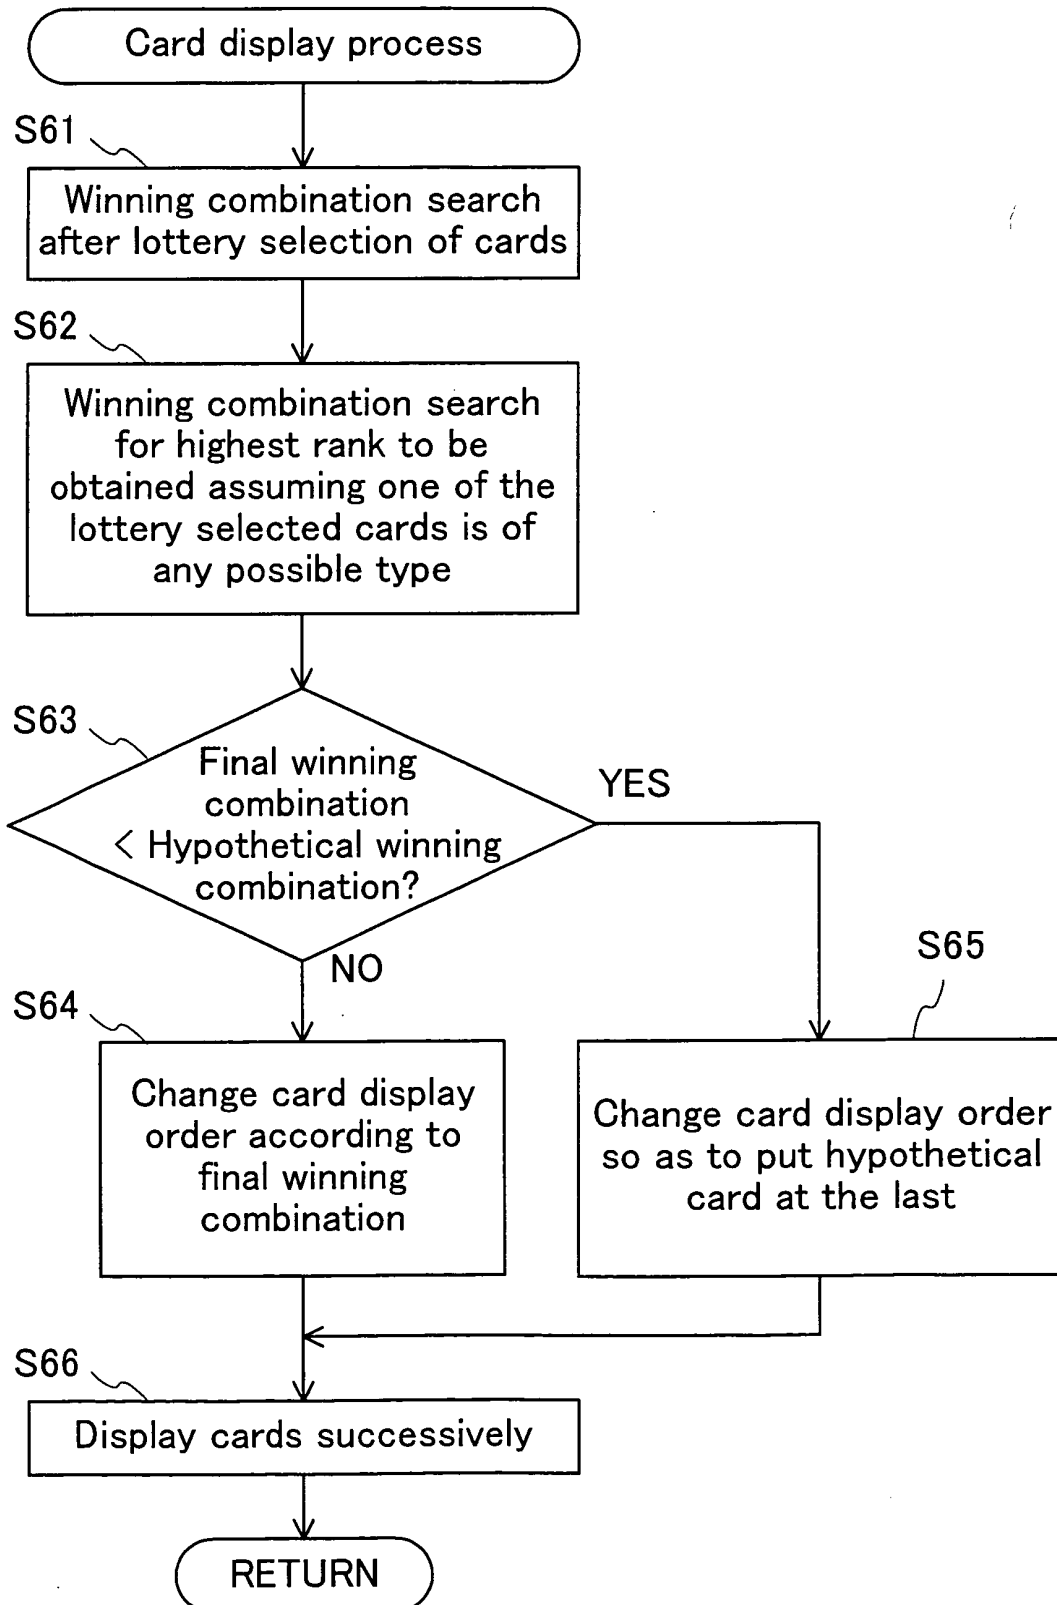 Card display process
S61
Winning combination search
after lottery selection of cards
S62
Winning combination search
for highest rank to be
obtained assuming one of the
lottery selected cards is of
any possible type
S63
Final winning
combination
< Hypothetical winning
combination?
YES
NO
S64
Change card display
order according to
final winning
combination
S65
Change card display order
so as to put hypothetical
card at the last
S66
Display cards successively
RETURN